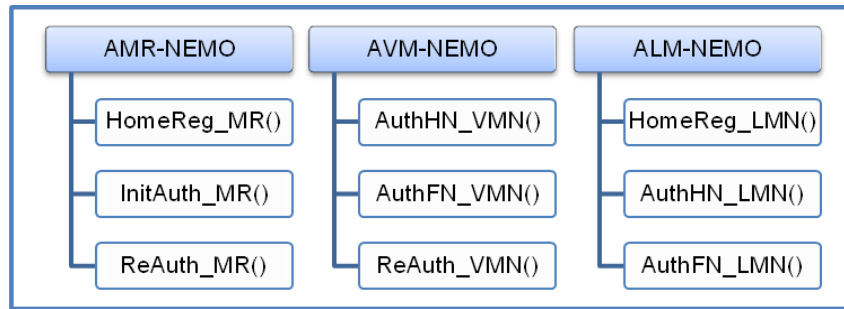 AMR-NEMO
HomeReg_MR()
InitAuth_MR()
ReAuth_MR()
AVM-NEMO
AuthHN_VMN()
AuthFN_VMN()
ReAuth_VMN()
ALM-NEMO
HomeReg_LMN()
AuthHN_LMN()
AuthFN_LMN()